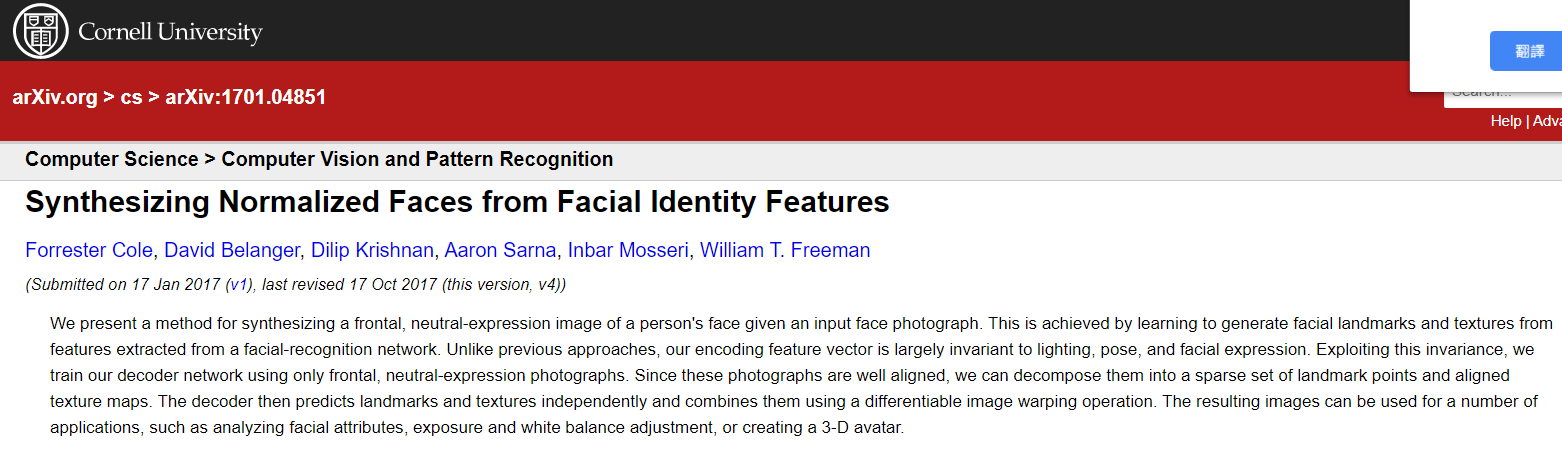 Cornell University
翻譯
arXiv.org > cs > arXiv:1701.04851
Search...
Help | Adva
Computer Science > Computer Vision and Pattern Recognition
Synthesizing Normalized Faces from Facial Identity Features
Forrester Cole, David Belanger, Dilip Krishnan, Aaron Sarna, Inbar Mosseri, William T. Freeman
(Submitted on 17 Jan 2017 (v1), last revised 17 Oct 2017 (this version, v4))
We present a method for synthesizing a frontal, neutral-expression image of a person's face given an input face photograph. This is achieved by learning to generate facial landmarks and textures from
features extracted from a facial-recognition network. Unlike previous approaches, our encoding feature vector is largely invariant to lighting, pose, and facial expression. Exploiting this invariance, we
train our decoder network using only frontal, neutral-expression photographs. Since these photographs are well aligned, we can decompose them into a sparse set of landmark points and aligned
texture maps. The decoder then predicts landmarks and textures independently and combines them using a differentiable image warping operation. The resulting images can be used for a number of
applications, such as analyzing facial attributes, exposure and white balance adjustment, or creating a 3-D avatar.